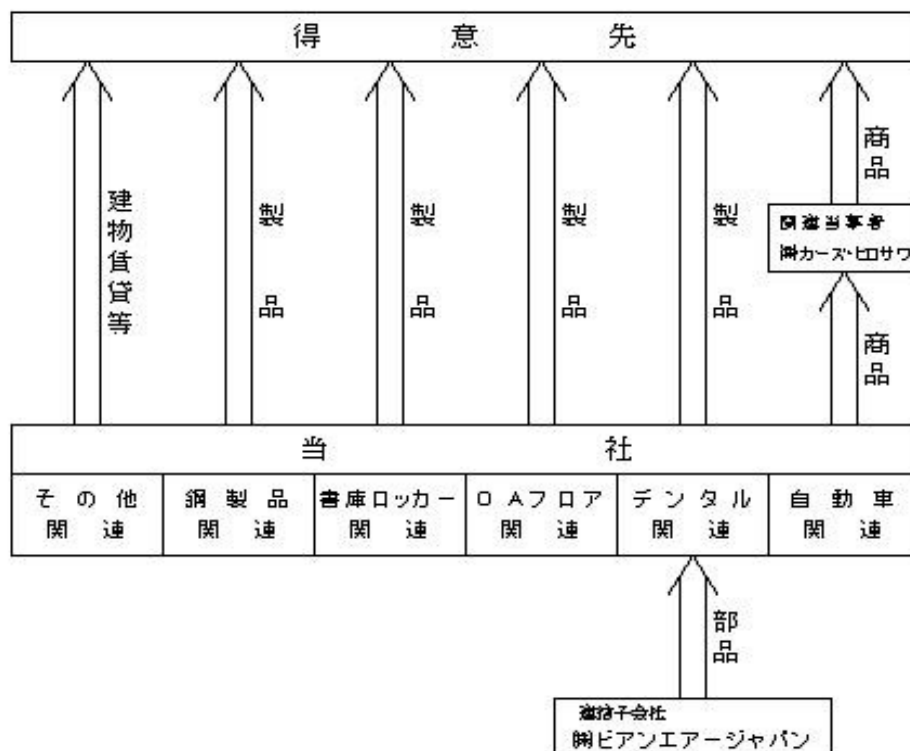 得意先
建物賃貸等
製品
製品
製品
製品
商品
関連当事者
㈱カーズ・ヒロサワ
商品
当社
その他
関連
鋼製品
関連
書庫ロッカー
関連
OAフロア
関連
デンタル
関連
自動車
関連
部品
連結子会社
㈱ビアンエアージャパン